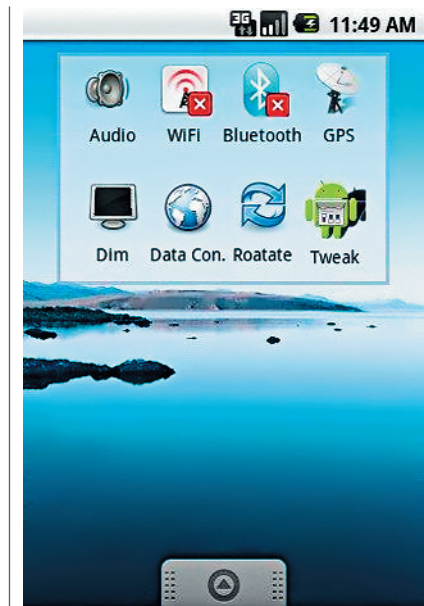 3G 11:49 AM
Audio WiFi Bluetooth GPS
Dim Data Con. Roatate Tweak